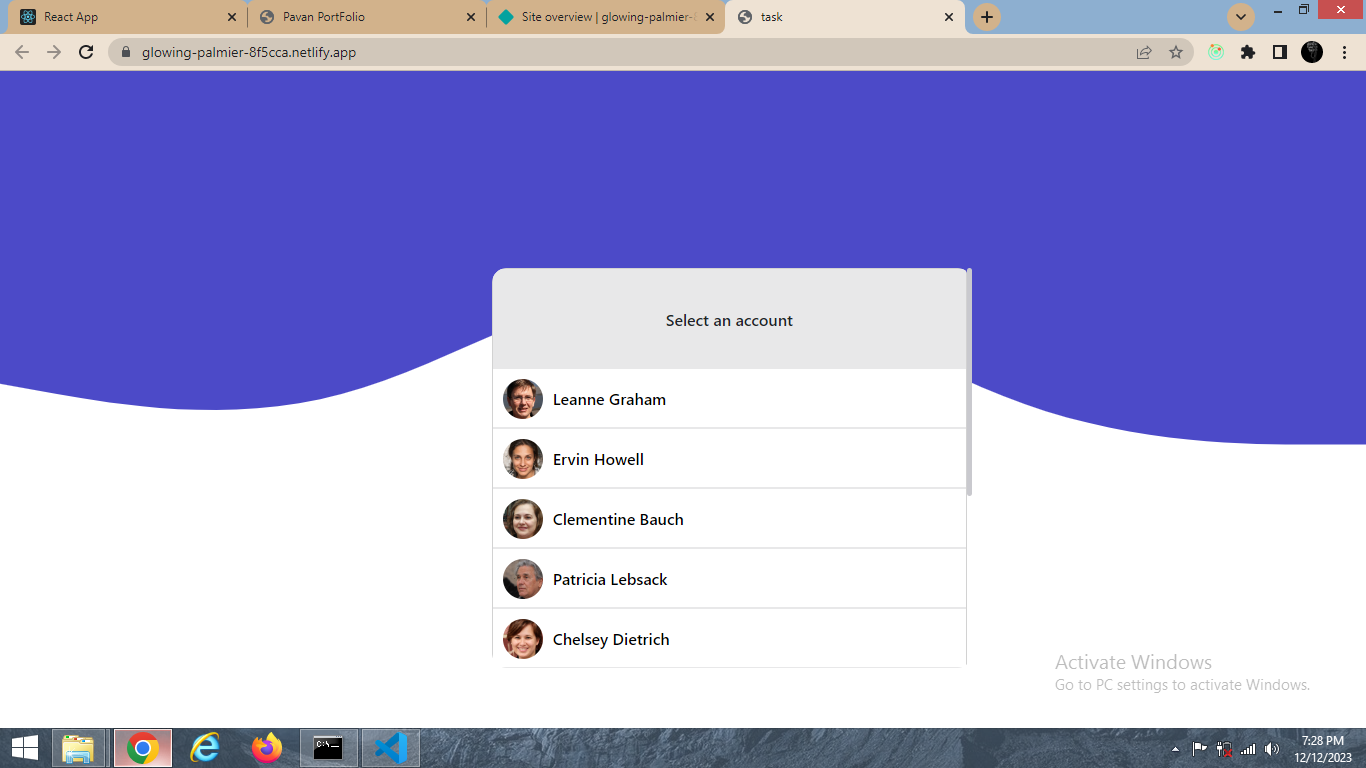 React App
Pavan PortFolio
Site overview | glowing-palmier-8
task
glowing-palmier-8f5cca.netlify.app
Select an account
Leanne Graham
Ervin Howell
Clementine Bauch
Patricia Lebsack
Chelsey Dietrich
Activate Windows
Go to PC settings to activate Windows.
7:28 PM
12/12/2023